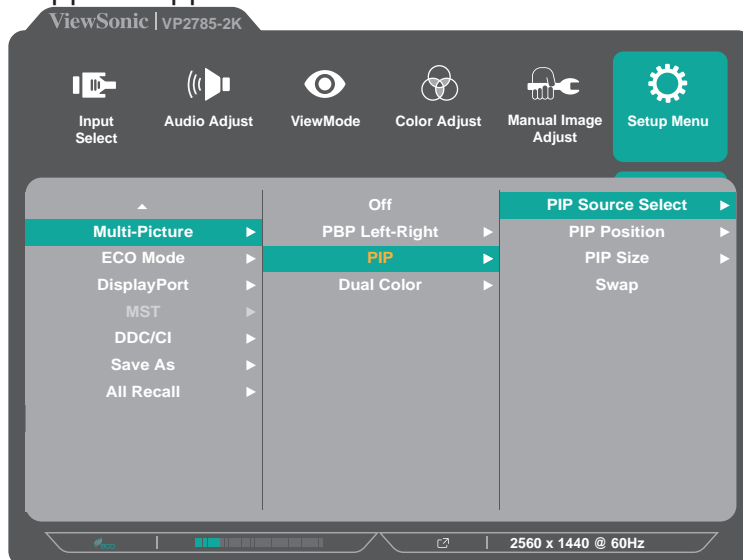 ViewSonic | VP2785-2K
Input
Select
Audio Adjust
ViewMode
Color Adjust
Manual Image
Adjust
Setup Menu
Multi-Picture
ECO Mode
DisplayPort
MST
DDC/CI
Save As
All Recall
Off
PBP Left-Right
PIP
Dual Color
PIP Source Select
PIP Position
PIP Size
Swap
eco
2560 x 1440 @ 60Hz